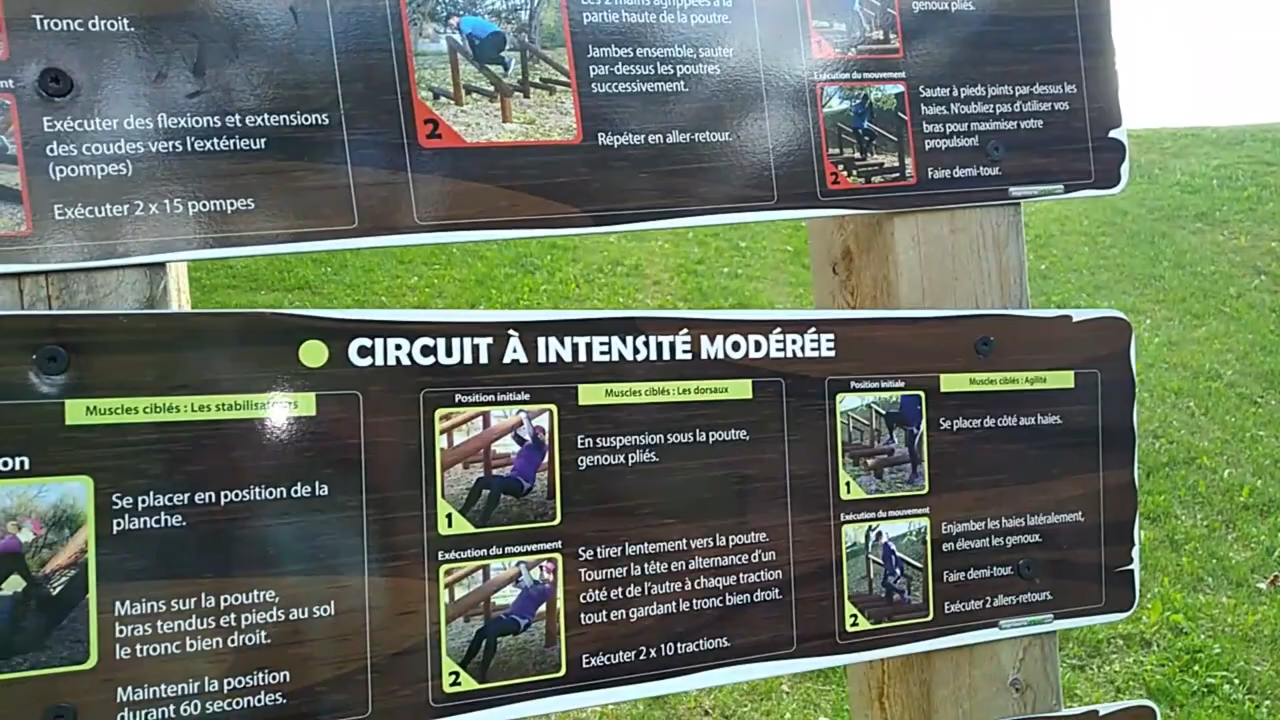 Tronc droit.
Exécuter des flexions et extensions
des coudes vers l'extérieur
(pompes)
Exécuter 2 x 15 pompes
2
Les 2 mains agrippées à la
partie haute de la poutre.
Jambes ensemble, sauter
par-dessus les poutres
successivement.
Répéter en aller-retour.
genoux pliés.
Exécution du mouvement
2
Sauter à pieds joints par-dessus les
haies. N'oubliez pas d'utiliser vos
bras pour maximiser votre
propulsion!
Faire demi-tour.
CIRCUIT À INTENSITÉ MODÉRÉE
Muscles ciblés : Les stabilisateurs
Se placer en position de la
planche.
Mains sur la poutre,
bras tendus et pieds au sol
le tronc bien droit.
Maintenir la position
durant 60 secondes.
Position initiale
Muscles ciblés : Les dorsaux
1
En suspension sous la poutre,
genoux pliés.
Exécution du mouvement
2
Se tirer lentement vers la poutre.
Tourner la tête en alternance d'un
côté et de l'autre à chaque traction
tout en gardant le tronc bien droit.
Exécuter 2 x 10 tractions.
Position initiale
Muscles ciblés : Agilité
1
Se placer de côté aux haies.
Exécution du mouvement
2
Enjamber les haies latéralement,
en élevant les genoux.
Faire demi-tour.
Exécuter 2 allers-retours.